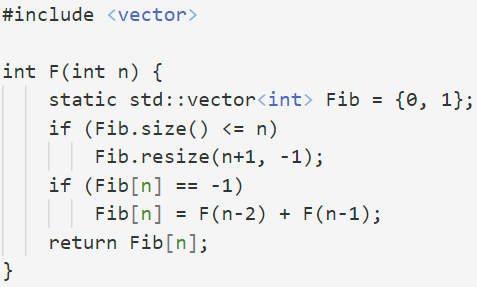 #include <vector>

int F(int n) {
    static std::vector<int> Fib = {0, 1};
    if (Fib.size() <= n)
        Fib.resize(n+1, -1);
    if (Fib[n] == -1)
        Fib[n] = F(n-2) + F(n-1);
    return Fib[n];
}